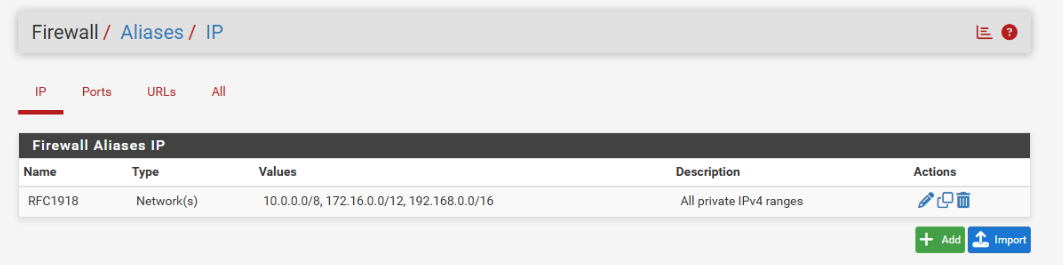 Firewall / Aliases / IP
IP Ports URLs All
Firewall Aliases IP
Name Type Values Description Actions
RFC1918 Network(s) 10.0.0.0/8, 172.16.0.0/12, 192.168.0.0/16 All private IPv4 ranges
Add Import